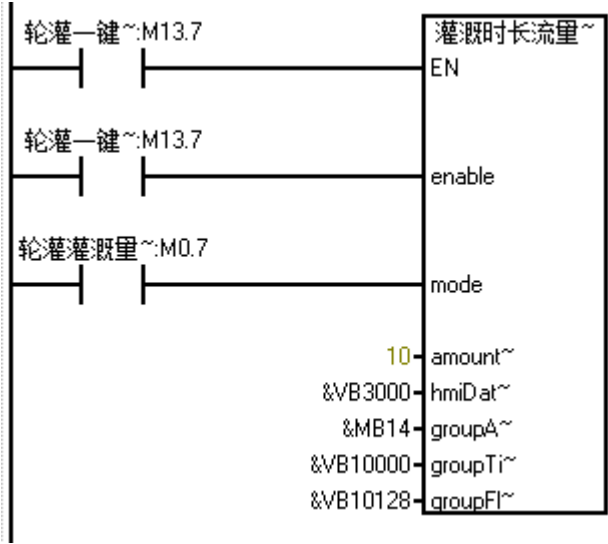 轮灌一键~:M13.7
灌溉时长流量~
EN
轮灌一键~:M13.7
enable
轮灌灌溉量~:M0.7
mode
10 amount~
&VB3000 hmiDat~
&MB14 groupA~
&VB10000 groupTi~
&VB10128 groupFl~